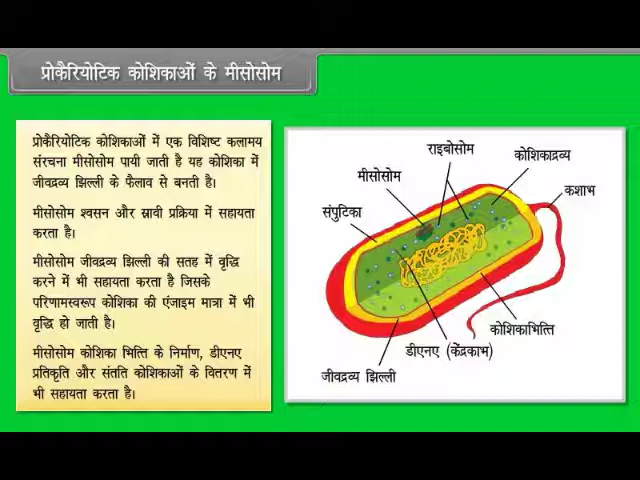 प्रोकैरियोटिक कोशिकाओं के मीसोसोम
प्रोकैरियोटिक कोशिकाओं में एक विशिष्ट कलामय
संरचना मीसोसोम पायी जाती है यह कोशिका में
जीवद्रव्य झिल्ली के फैलाव से बनती है।
मीसोसोम श्वसन और स्रावी प्रक्रिया में सहायता
करता है।
मीसोसोम जीवद्रव्य झिल्ली की सतह में वृद्धि
करने में भी सहायता करता है जिसके
परिणामस्वरूप कोशिका की एंजाइम मात्रा में भी
वृद्धि हो जाती है।
मीसोसोम कोशिका भित्ति के निर्माण, डीएनए
प्रतिकृति और संतति कोशिकाओं के वितरण में
भी सहायता करता है।
राइबोसोम
कोशिकाद्रव्य
मीसोसोम
कशाभ
संपुटिका
कोशिकाभित्ति
डीएनए (केंद्रकाभ)
जीवद्रव्य झिल्ली